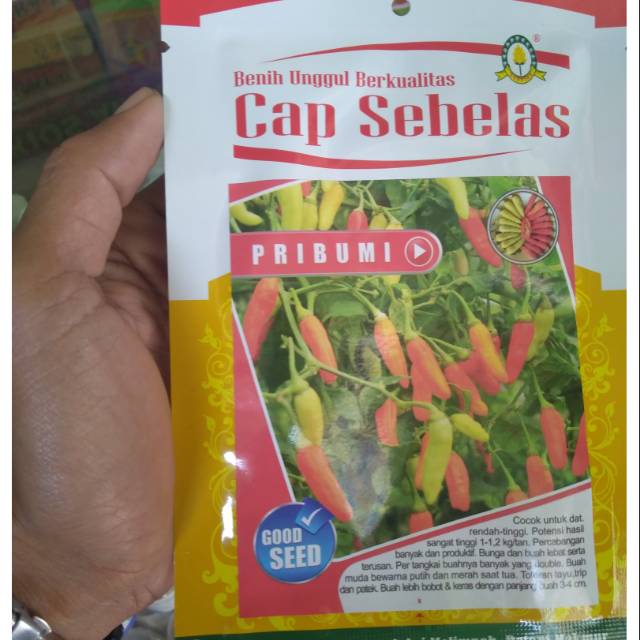 Benih Unggul Berkualitas
Cap Sebelas
®
PRIBUMI
Cocok untuk dat.
rendah-tinggi. Potensi hasil
sangat tinggi 1-1,2 kg/tan. Percabangan
banyak dan produktif. Bunga dan buah lebat serta
terusan. Per tangkai buahnya banyak yang double. Buah
muda bewarna putih dan merah saat tua. Toleran layu,trip
dan patek. Buah lebih bobot & keras dengan panjang buah 3-4 cm.
GOOD
SEED